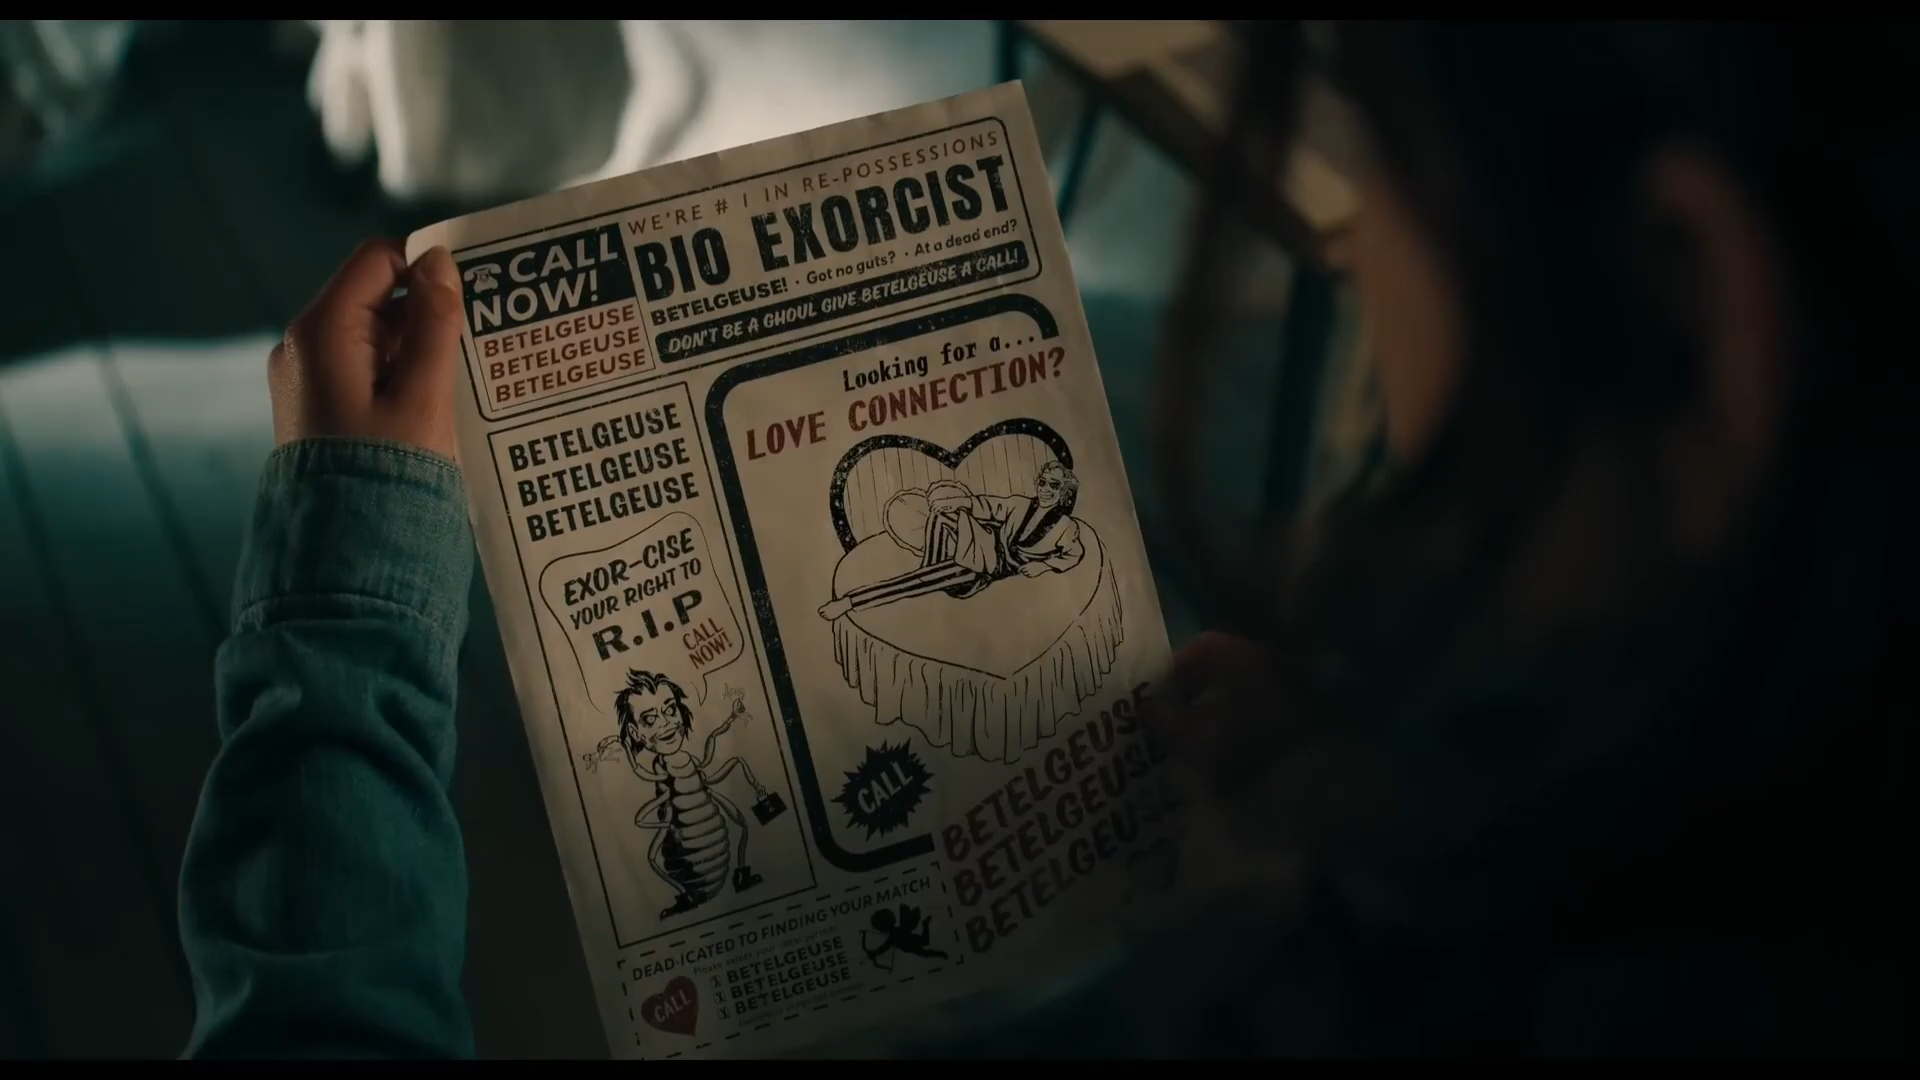 WE'RE # 1 IN RE-POSSESSIONS
CALL
NOW!
BIO EXORCIST
BETELGEUSE! · Got no guts? · At a dead end?
DON'T BE A GHOUL GIVE BETELGEUSE A CALL!
BETELGEUSE
BETELGEUSE
BETELGEUSE
BETELGEUSE
BETELGEUSE
BETELGEUSE
EXOR-CISE
YOUR RIGHT TO
R.I.P
CALL
NOW!
Looking for a...
LOVE CONNECTION?
CALL
BETELGEUSE
BETELGEUSE
BETELGEUSE
DEAD-ICATED TO FINDING YOUR MATCH
CALL
BETELGEUSE
BETELGEUSE
BETELGEUSE